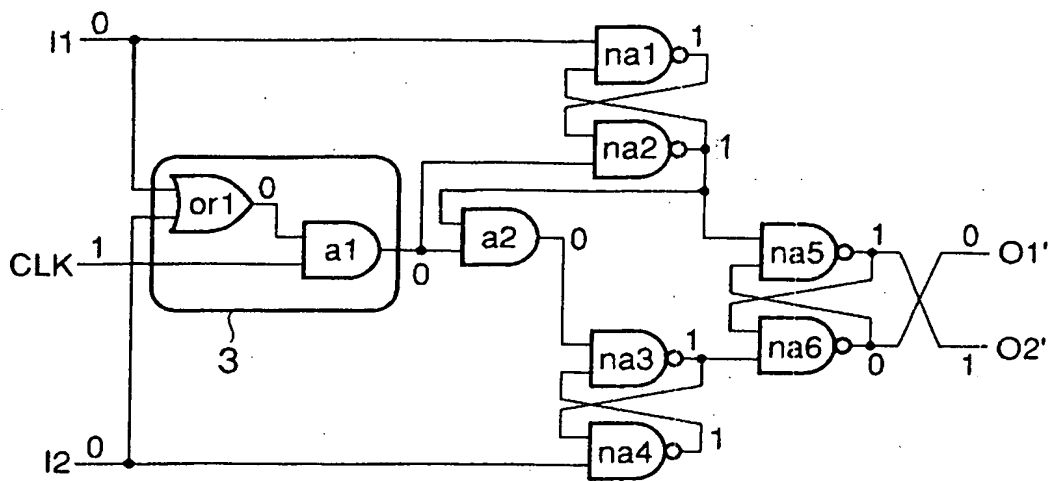 I1 0
na1 1
na2 1
or1 0
CLK 1
a1 0
a2 0
na5 1
0 O1'
3
na3 1
na6 0
1 O2'
na4 1
I2 0